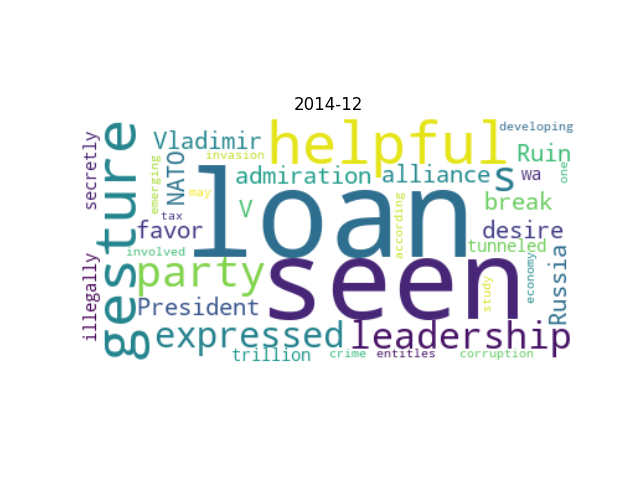 2014-12
developing
helpful
Vladimir
invasion
Ruin
secretly
gesture
NATO
emerging
admiration
alliance
s
wa
one
may
loan
V
tax
according
break
favor
desire
involved
tunneled
party
seen
illegally
President
study
economy
Russia
expressed
leadership
trillion
crime
entitles
corruption